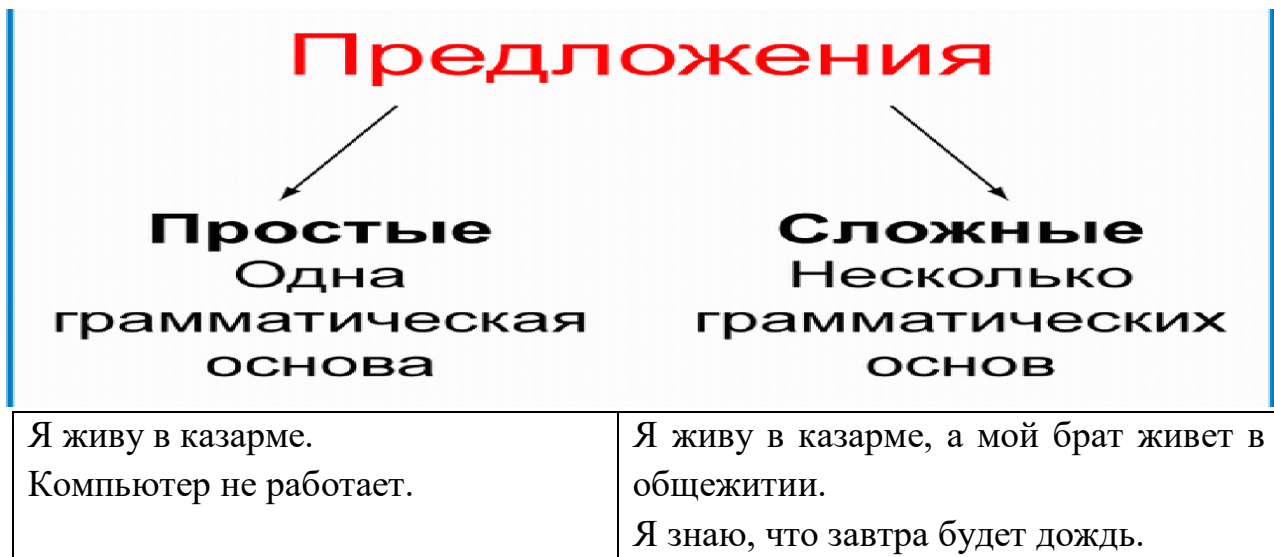 Предложения
Простые
Одна
грамматическая
основа
Сложные
Несколько
грамматических
основ
Я живу в казарме.
Компьютер не работает.
Я живу в казарме, а мой брат живет в
общежитии.
Я знаю, что завтра будет дождь.